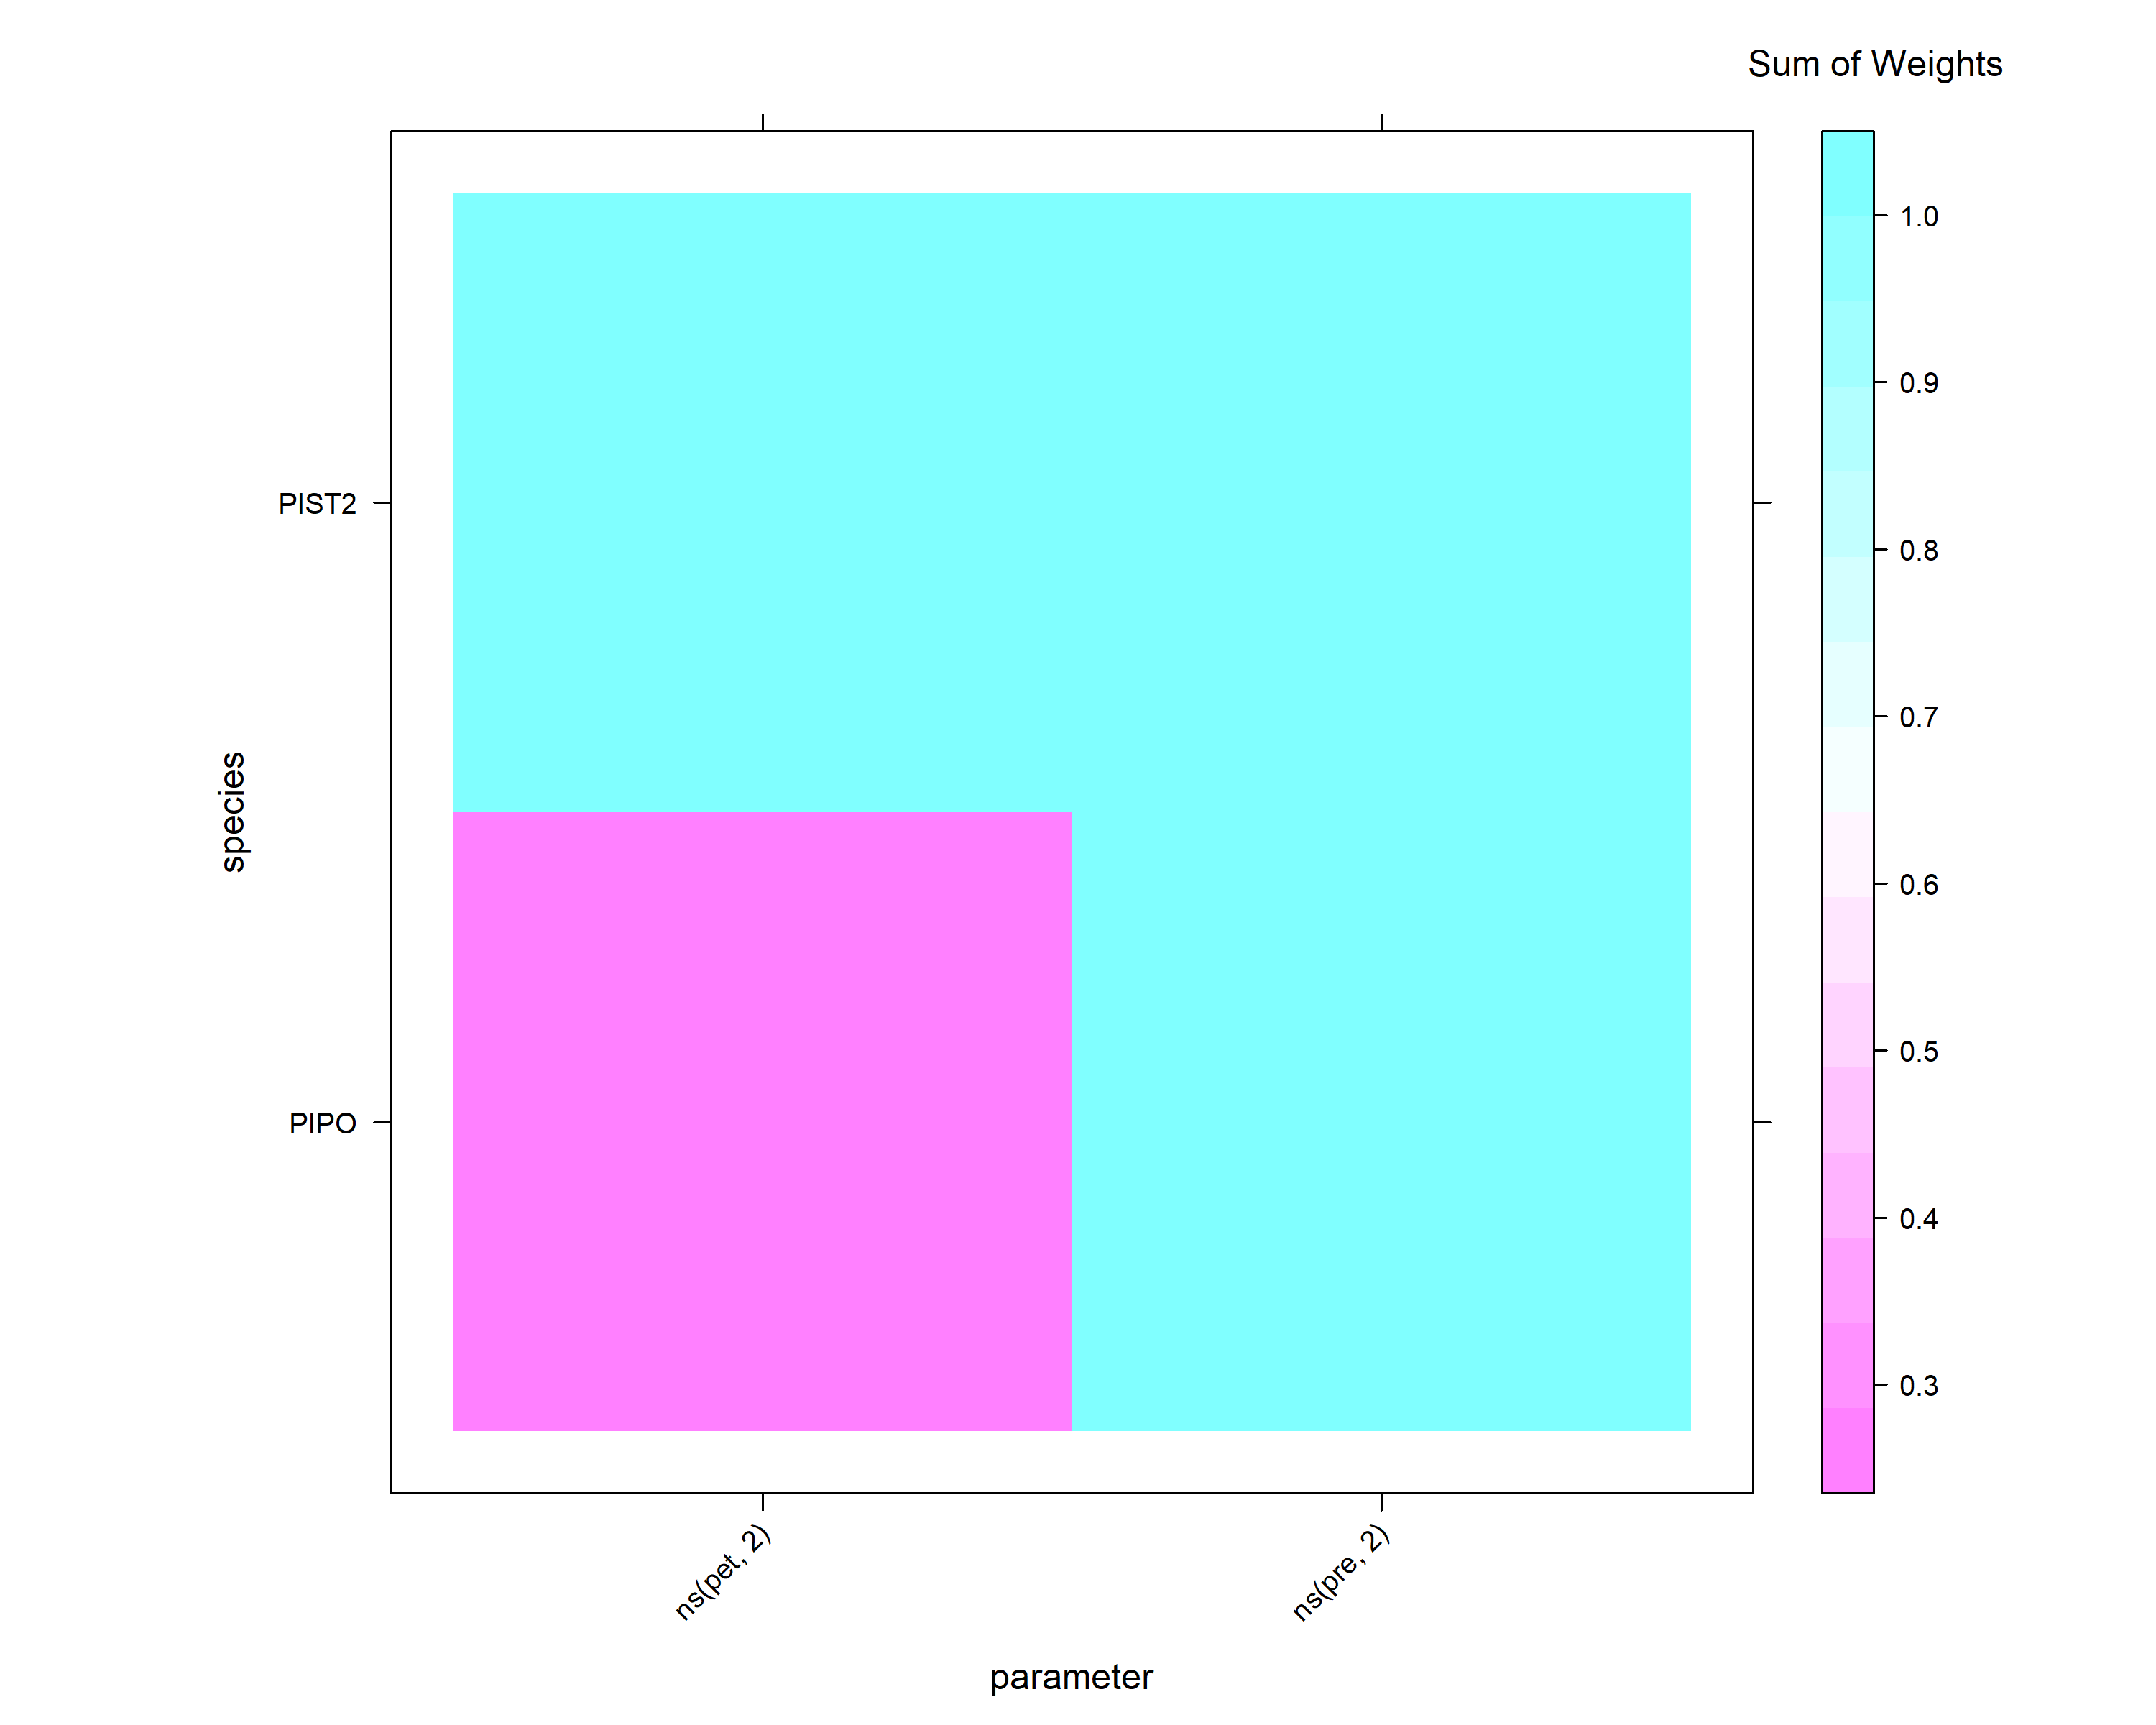 Sum of Weights
1.0
0.9
PIST2
0.8
0.7
species
0.6
0.5
PIPO
0.4
0.3
ns(pet, 2)
ns(pre, 2)
parameter